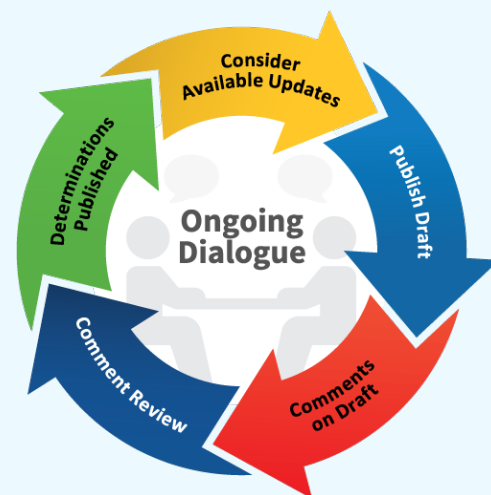 Consider
Available Updates
Publish Draft
Comments
on Draft
Comment Review
Determinations
Published
Ongoing
Dialogue